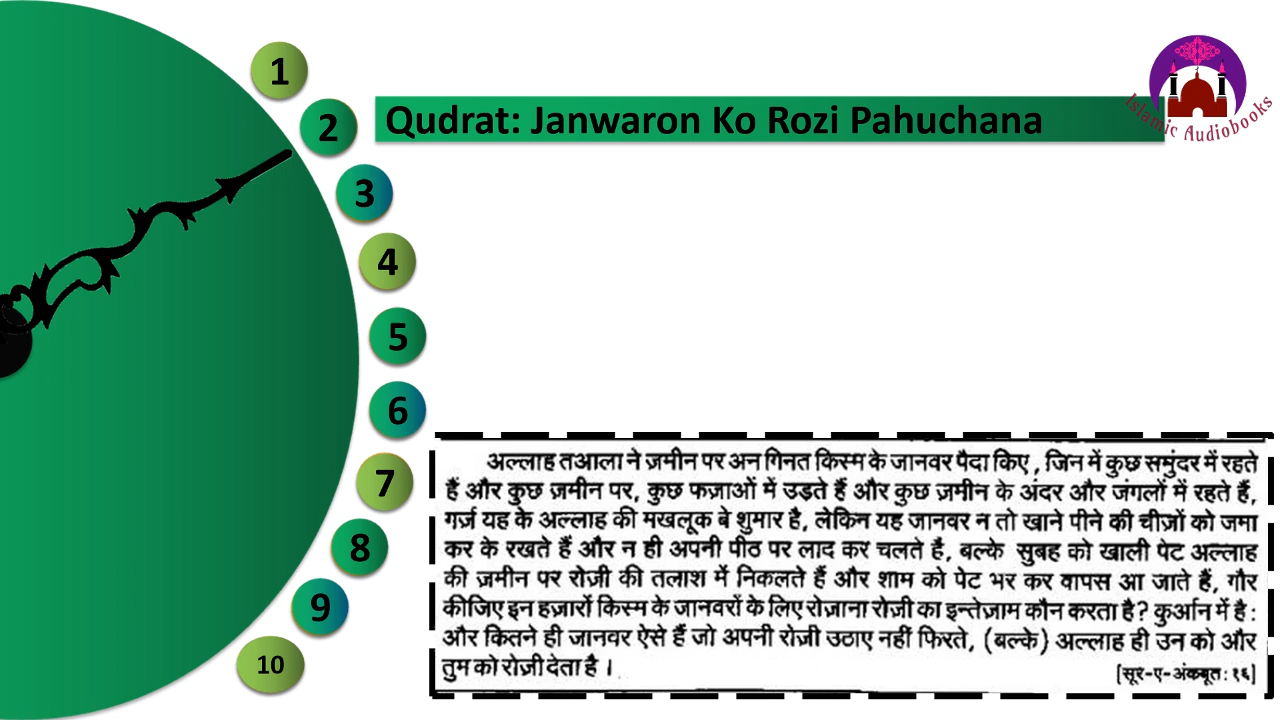 1
2
Qudrat: Janwaron Ko Rozi Pahuchana
Islamic Audiobooks
3
4
5
6
7
8
9
10
अल्लाह तआला ने ज़मीन पर अन गिनत किस्म के जानवर पैदा किए , जिन में कुछ समुंदर में रहते
हैं और कुछ ज़मीन पर, कुछ फज़ाओं में उड़ते हैं और कुछ ज़मीन के अंदर और जंगलों में रहते हैं,
गर्ज़ यह के अल्लाह की मखलूक बे शुमार है, लेकिन यह जानवर न तो खाने पीने की चीज़ों को जमा
कर के रखते हैं और न ही अपनी पीठ पर लाद कर चलते हैं, बल्के सुबह को खाली पेट अल्लाह
की ज़मीन पर रोज़ी की तलाश में निकलते हैं और शाम को पेट भर कर वापस आ जाते हैं, गौर
कीजिए इन हज़ारों किस्म के जानवरों के लिए रोज़ाना रोज़ी का इन्तेज़ाम कौन करता है? कुर्आन में है :
और कितने ही जानवर ऐसे हैं जो अपनी रोज़ी उठाए नहीं फिरते, (बल्के) अल्लाह ही उन को और
तुम को रोज़ी देता है ।
[सूर-ए-अंकबूत : १६]